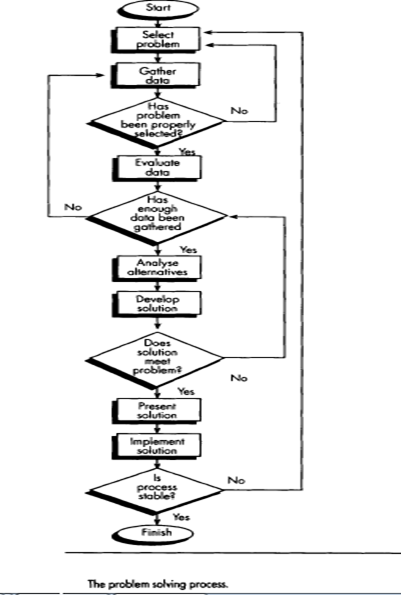 Start
Select
problem
Gather
data
Has
problem
been properly
selected?
No
Yes
Evaluate
data
Has
enough
data been
gathered
No
Yes
Analyse
alternatives
Develop
solution
Does
solution
meet
problem?
No
Yes
Present
solution
Implement
solution
Is
process
stable?
No
Yes
Finish
The problem solving process.